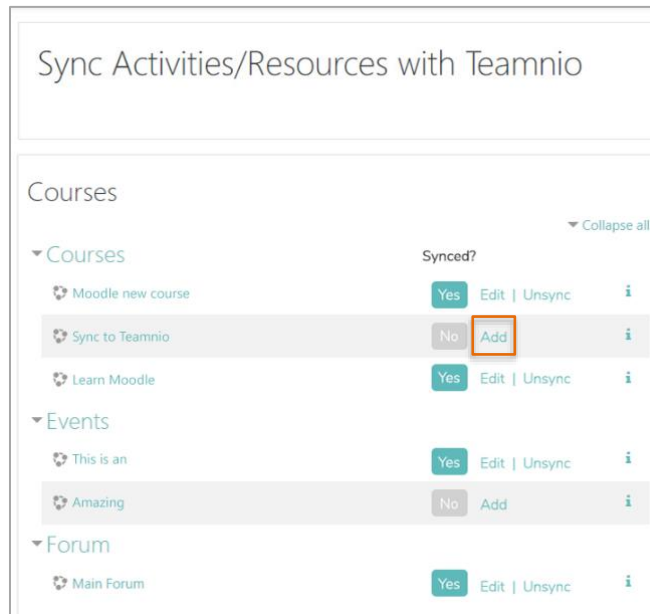 Sync Activities/Resources with Teamnio
Courses
Collapse all
Courses Synced?
Moodle new course Yes Edit | Unsync i
Sync to Teamnio No Add i
Learn Moodle Yes Edit | Unsync i
Events
This is an Yes Edit | Unsync i
Amazing No Add i
Forum
Main Forum Yes Edit | Unsync i